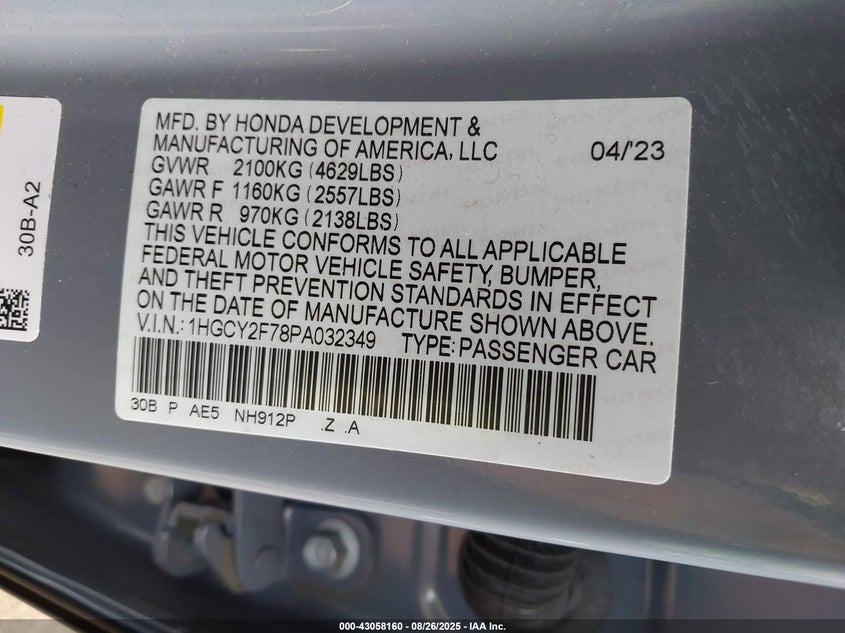 MFD. BY HONDA DEVELOPMENT &
MANUFACTURING OF AMERICA, LLC 04/'23
GVWR 2100KG (4629LBS)
GAWR F 1160KG (2557LBS)
GAWR R 970KG (2138LBS)
THIS VEHICLE CONFORMS TO ALL APPLICABLE
FEDERAL MOTOR VEHICLE SAFETY, BUMPER,
AND THEFT PREVENTION STANDARDS IN EFFECT
ON THE DATE OF MANUFACTURE SHOWN ABOVE.
V.I.N.: 1HGCY2F78PA032349 TYPE: PASSENGER CAR
30B P AE5 NH912P .Z .A
30B-A2
000-43058160 - 08/26/2025 - IAA Inc.